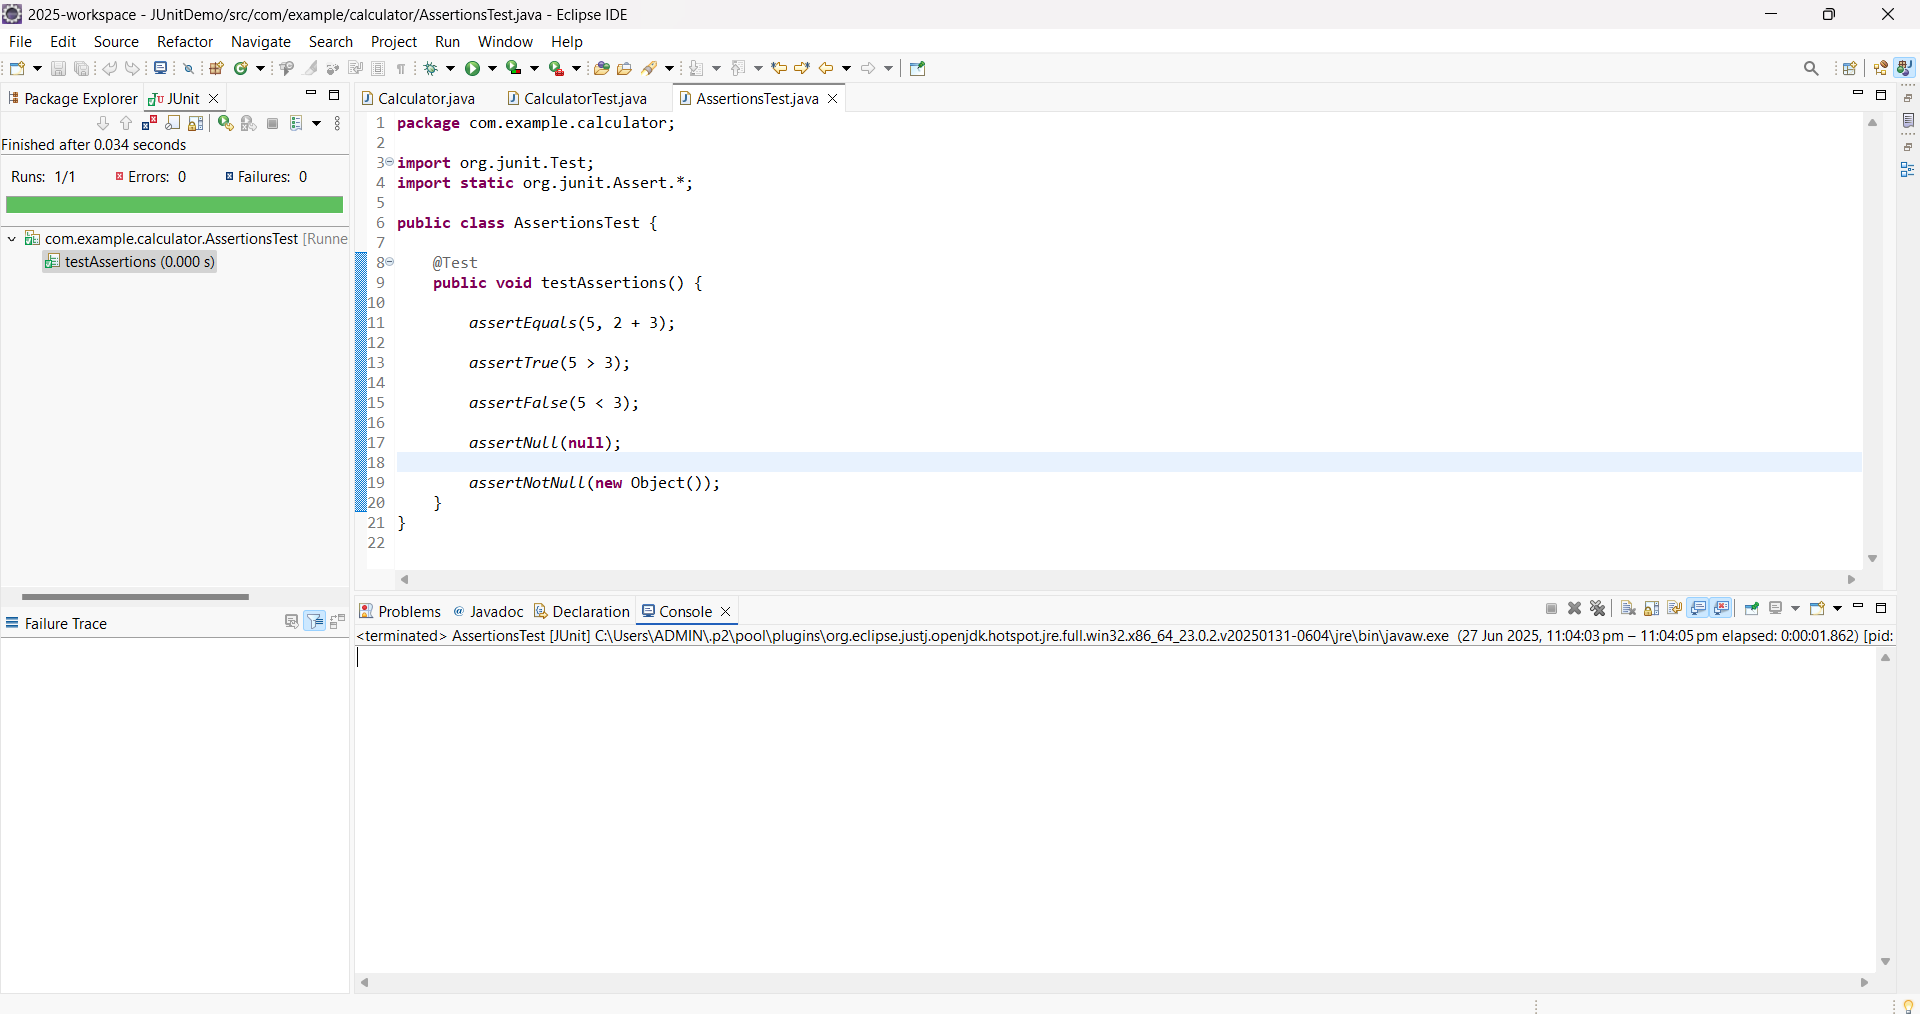 2025-workspace - JUnitDemo/src/com/example/calculator/AssertionsTest.java - Eclipse IDE
File Edit Source Refactor Navigate Search Project Run Window Help
Package Explorer JUnit
Finished after 0.034 seconds
Runs: 1/1 Errors: 0 Failures: 0
com.example.calculator.AssertionsTest [Runne
testAssertions (0.000 s)
Failure Trace
Calculator.java CalculatorTest.java AssertionsTest.java
1 package com.example.calculator;
2
3 import org.junit.Test;
4 import static org.junit.Assert.*;
5
6 public class AssertionsTest {
7
8 @Test
9 public void testAssertions() {
10
11 assertEquals(5, 2 + 3);
12
13 assertTrue(5 > 3);
14
15 assertFalse(5 < 3);
16
17 assertNull(null);
18
19 assertNotNull(new Object());
20 }
21 }
22
Problems Javadoc Declaration Console
<terminated> AssertionsTest [JUnit] C:\Users\ADMIN\.p2\pool\plugins\org.eclipse.justj.openjdk.hotspot.jre.full.win32.x86_64_23.0.2.v20250131-0604\jre\bin\javaw.exe (27 Jun 2025, 11:04:03 pm – 11:04:05 pm elapsed: 0:00:01.862) [pid: